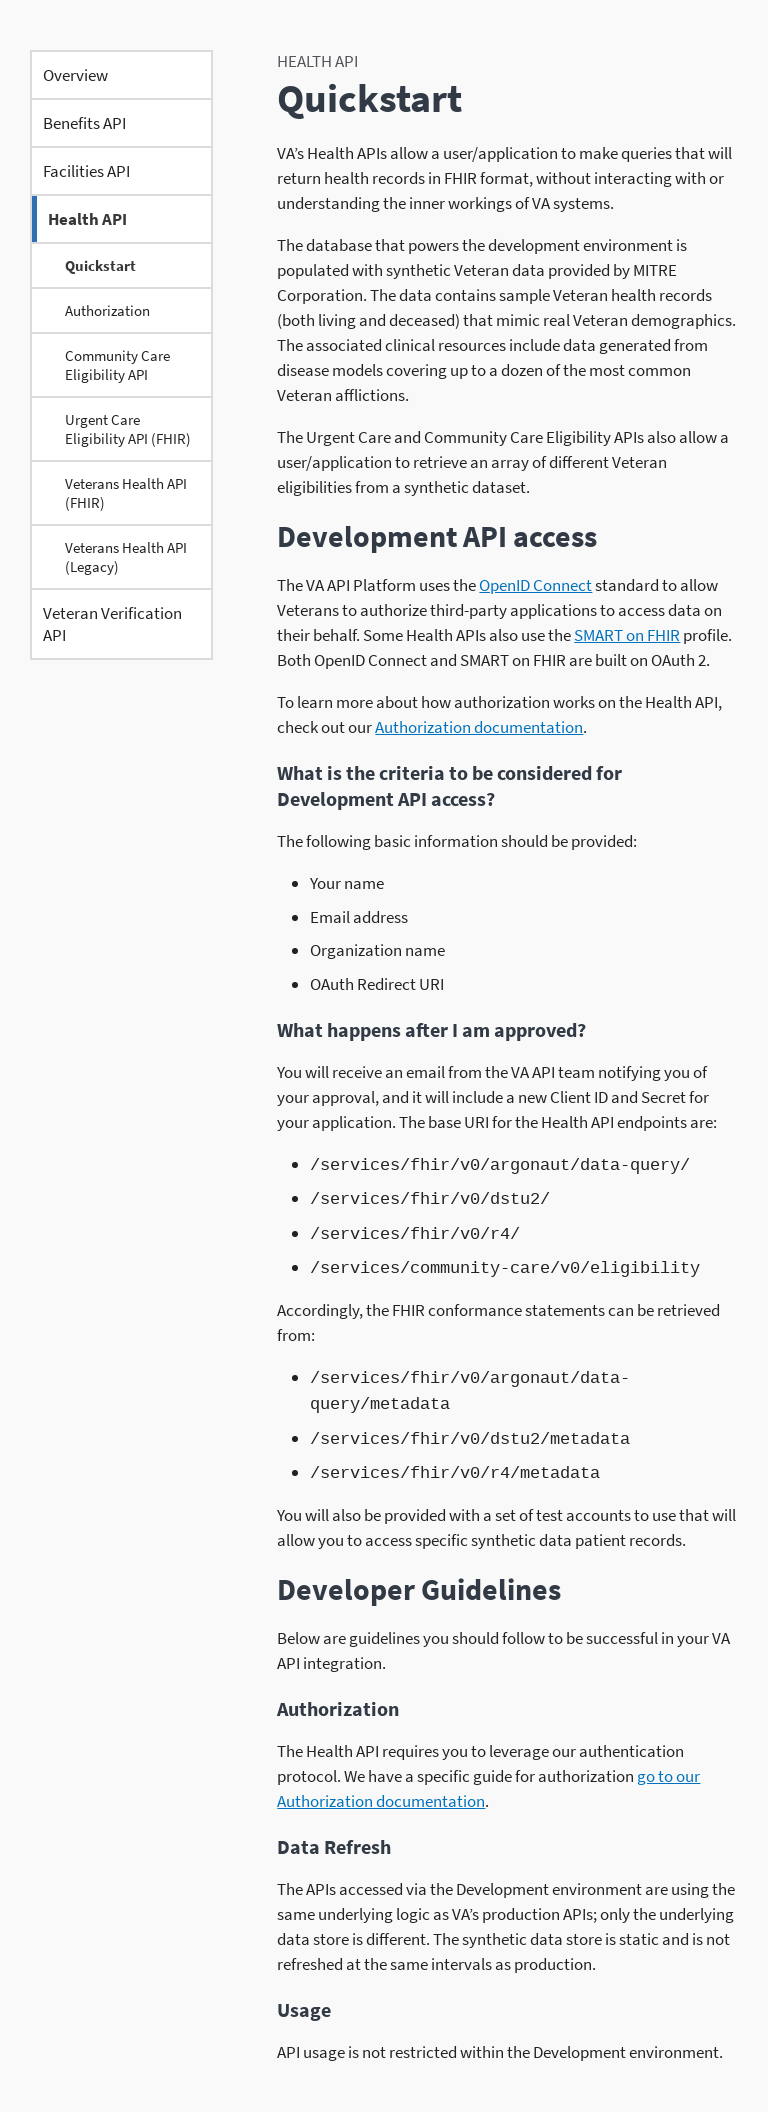 Overview
Benefits API
Facilities API
Health API
Quickstart
Authorization
Community Care
Eligibility API
Urgent Care
Eligibility API (FHIR)
Veterans Health API
(FHIR)
Veterans Health API
(Legacy)
Veteran Verification
API
HEALTH API
Quickstart
VA’s Health APIs allow a user/application to make queries that will
return health records in FHIR format, without interacting with or
understanding the inner workings of VA systems.
The database that powers the development environment is
populated with synthetic Veteran data provided by MITRE
Corporation. The data contains sample Veteran health records
(both living and deceased) that mimic real Veteran demographics.
The associated clinical resources include data generated from
disease models covering up to a dozen of the most common
Veteran afflictions.
The Urgent Care and Community Care Eligibility APIs also allow a
user/application to retrieve an array of different Veteran
eligibilities from a synthetic dataset.
Development API access
The VA API Platform uses the OpenID Connect standard to allow
Veterans to authorize third-party applications to access data on
their behalf. Some Health APIs also use the SMART on FHIR profile.
Both OpenID Connect and SMART on FHIR are built on OAuth 2.
To learn more about how authorization works on the Health API,
check out our Authorization documentation.
What is the criteria to be considered for
Development API access?
The following basic information should be provided:
Your name
Email address
Organization name
OAuth Redirect URI
What happens after I am approved?
You will receive an email from the VA API team notifying you of
your approval, and it will include a new Client ID and Secret for
your application. The base URI for the Health API endpoints are:
/services/fhir/v0/argonaut/data-query/
/services/fhir/v0/dstu2/
/services/fhir/v0/r4/
/services/community-care/v0/eligibility
Accordingly, the FHIR conformance statements can be retrieved
from:
/services/fhir/v0/argonaut/data-
query/metadata
/services/fhir/v0/dstu2/metadata
/services/fhir/v0/r4/metadata
You will also be provided with a set of test accounts to use that will
allow you to access specific synthetic data patient records.
Developer Guidelines
Below are guidelines you should follow to be successful in your VA
API integration.
Authorization
The Health API requires you to leverage our authentication
protocol. We have a specific guide for authorization go to our
Authorization documentation.
Data Refresh
The APIs accessed via the Development environment are using the
same underlying logic as VA’s production APIs; only the underlying
data store is different. The synthetic data store is static and is not
refreshed at the same intervals as production.
Usage
API usage is not restricted within the Development environment.